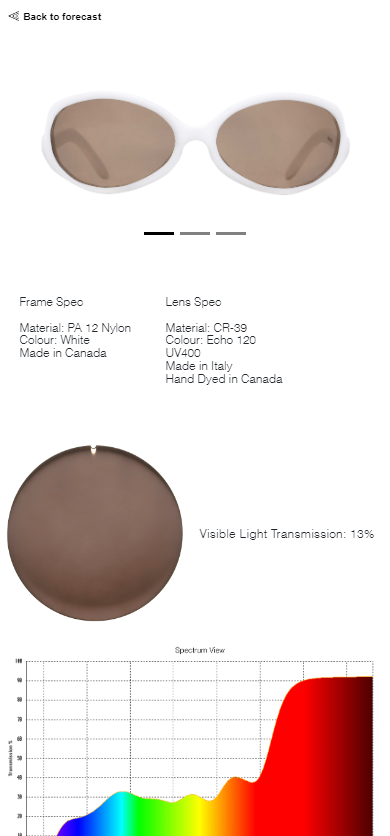 Back to forecast
Frame Spec
Material: PA 12 Nylon
Colour: White
Made in Canada
Lens Spec
Material: CR-39
Colour: Echo 120
UV400
Made in Italy
Hand Dyed in Canada
Visible Light Transmission: 13%
Spectrum View
Transmission %
100
90
80
70
60
50
40
30
20
10